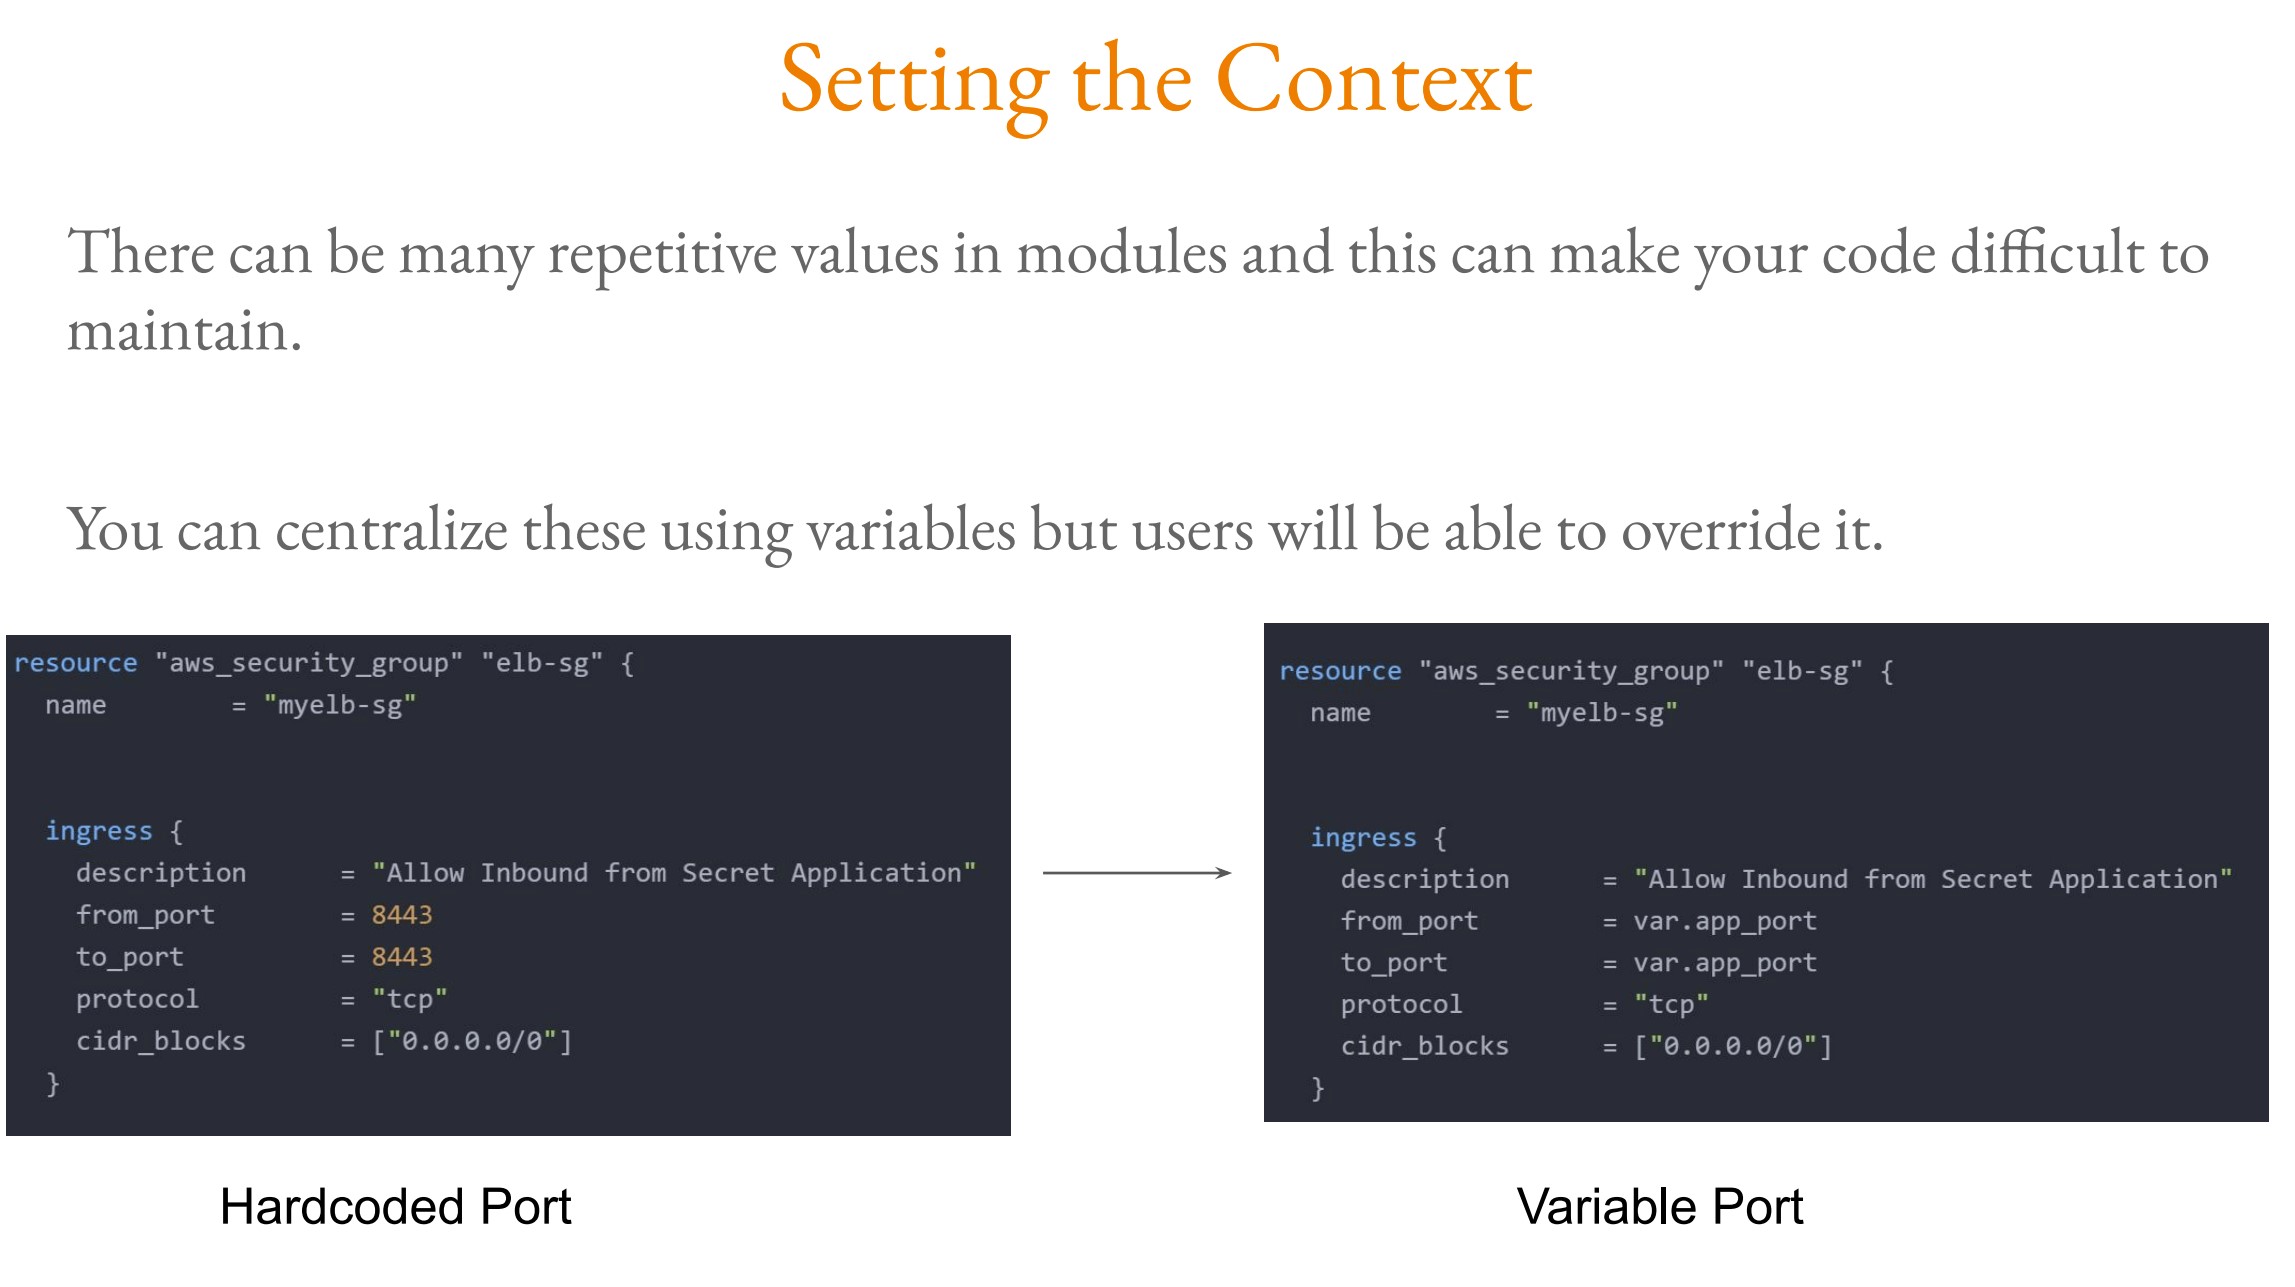 Setting the Context
There can be many repetitive values in modules and this can make your code difficult to
maintain.
You can centralize these using variables but users will be able to override it.
resource "aws_security_group" "elb-sg" {
  name        = "myelb-sg"
  ingress {
    description      = "Allow Inbound from Secret Application"
    from_port        = 8443
    to_port          = 8443
    protocol         = "tcp"
    cidr_blocks      = ["0.0.0.0/0"]
  }
Hardcoded Port
resource "aws_security_group" "elb-sg" {
  name        = "myelb-sg"
  ingress {
    description      = "Allow Inbound from Secret Application"
    from_port        = var.app_port
    to_port          = var.app_port
    protocol         = "tcp"
    cidr_blocks      = ["0.0.0.0/0"]
  }
Variable Port